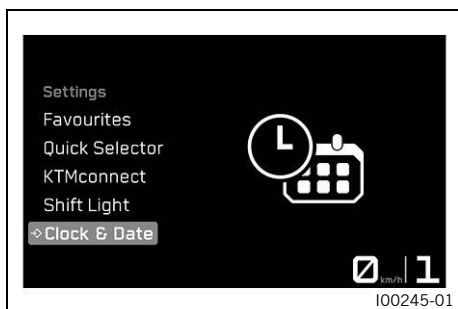 Settings
Favourites
Quick Selector
KTMconnect
Shift Light
Clock & Date
0 km/h 1
I00245-01